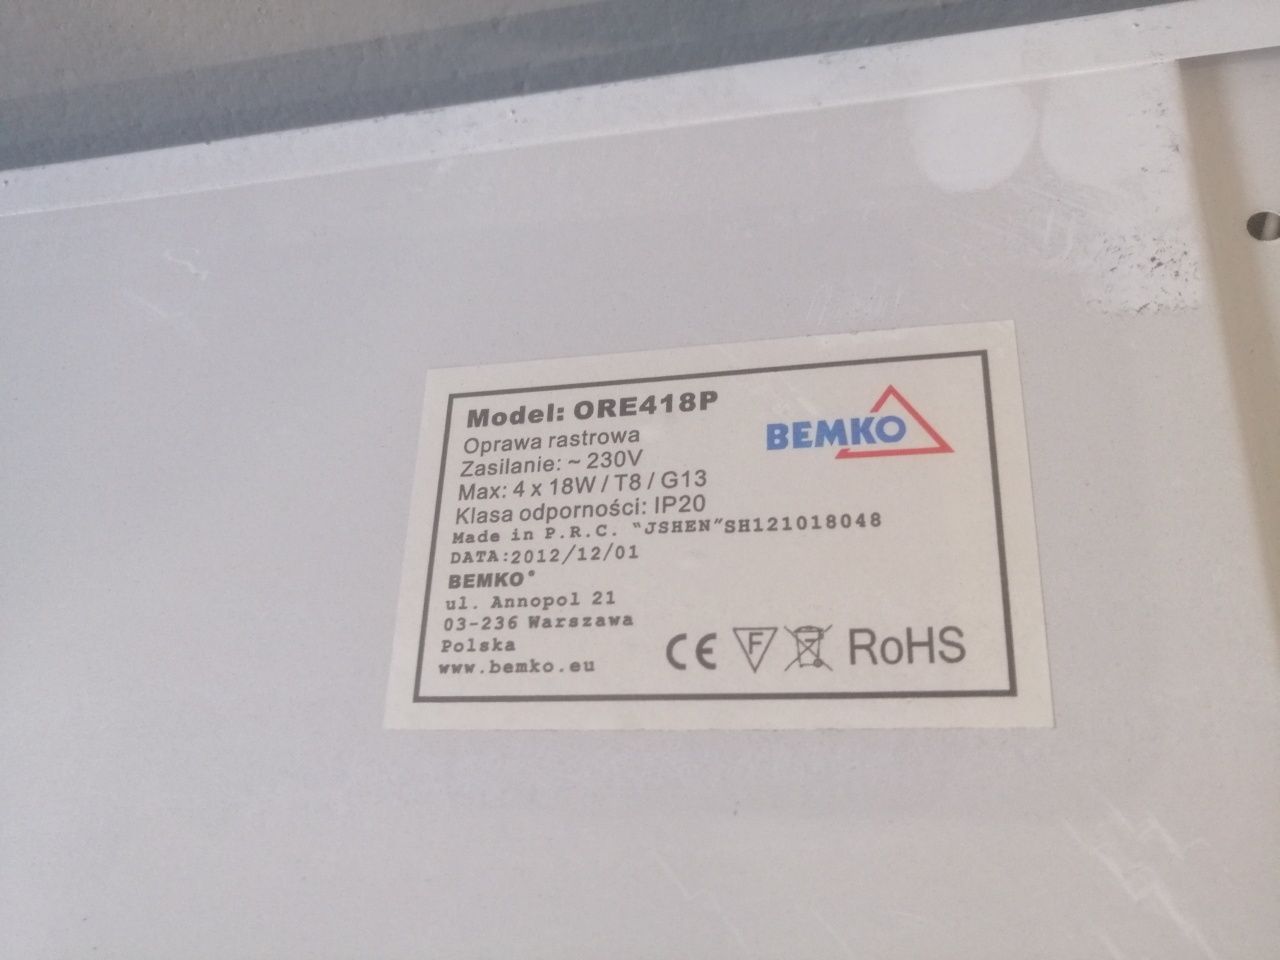 Model: ORE418P
BEMKO
Oprawa rastrowa
Zasilanie: ~ 230V
Max: 4 x 18W / T8 / G13
Klasa odporności: IP20
Made in P.R.C. "JSHEN"SH121018048
DATA:2012/12/01
BEMKO®
ul. Annopol 21
03-236 Warszawa
Polska
www.bemko.eu
CE F RoHS